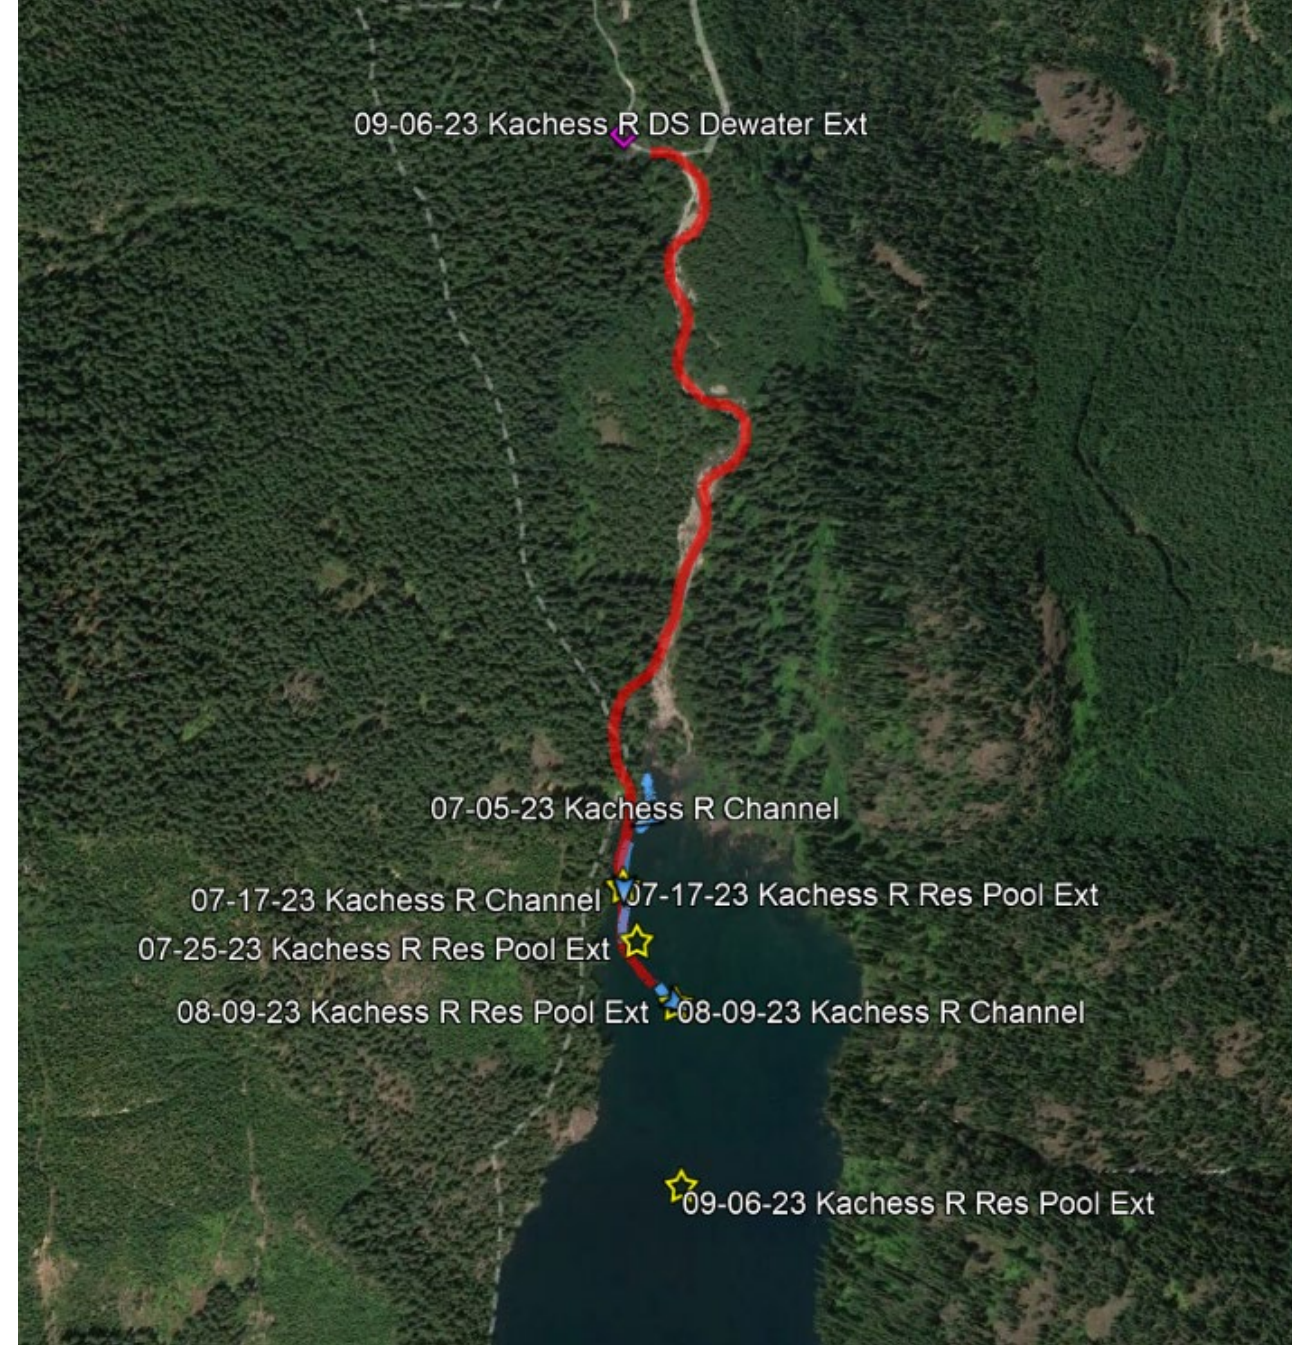 09-06-23 Kachess R DS Dewater Ext
07-05-23 Kachess R Channel
07-17-23 Kachess R Channel
07-17-23 Kachess R Res Pool Ext
07-25-23 Kachess R Res Pool Ext
08-09-23 Kachess R Res Pool Ext
08-09-23 Kachess R Channel
09-06-23 Kachess R Res Pool Ext